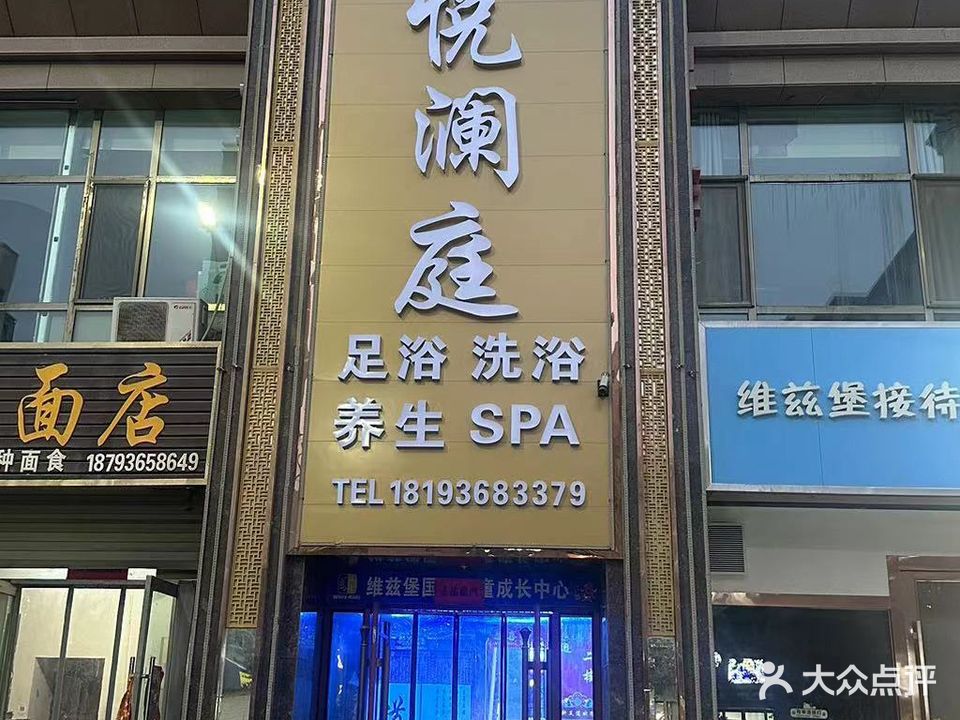 悦
澜
庭
足浴 洗浴
养生 SPA
TEL 18193683379
面店
种面食 18793658649
维兹堡接待
维兹堡国
童成长中心
大众点评